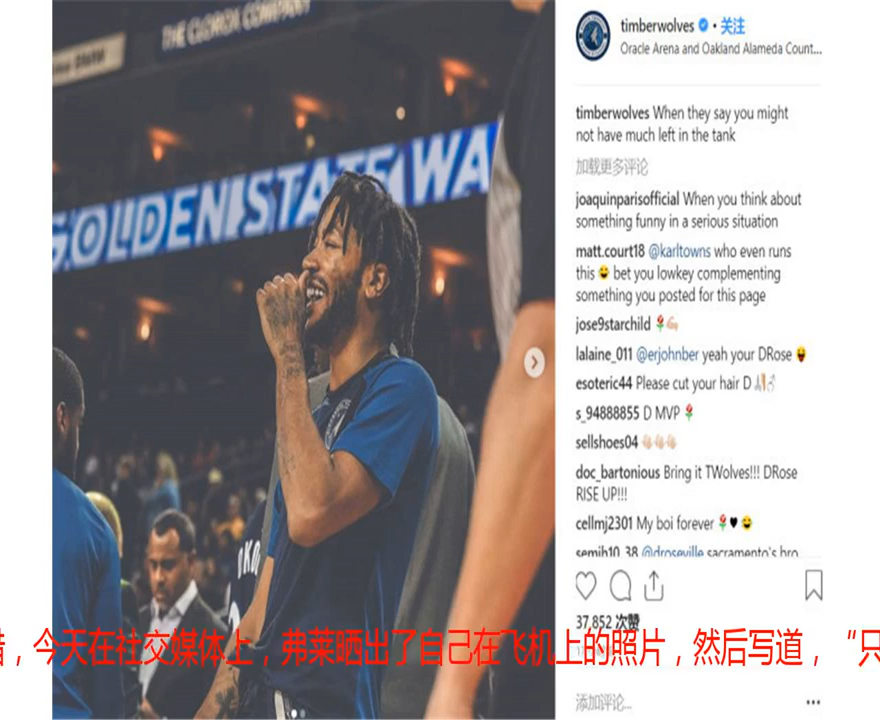 THE CLOROX COMPANY
GOLDEN STATE WA
timberwolves • 关注
Oracle Arena and Oakland Alameda Count...
timberwolves When they say you might
not have much left in the tank
加载更多评论
joaquinparisofficial When you think about
something funny in a serious situation
matt.court18 @karltowns who even runs
this 😄 bet you lowkey complementing
something you posted for this page
jose9starchild 🌹💪🏻
lalaine_011 @erjohnber yeah your DRose 😛
esoteric44 Please cut your hair D
s_94888855 D MVP 🌹
sellshoes04 👏🏻👏🏻👏🏻
doc_bartonious Bring it TWolves!!! DRose
RISE UP!!!
cellmj2301 My boi forever 🌹♥😄
semih10_38 @droseville sacramento's bro
37,852 次赞
，今天在社交媒体上，弗莱晒出了自己在飞机上的照片，然后写道，“只
添加评论...